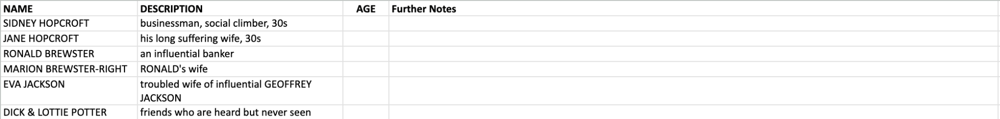 NAME DESCRIPTION AGE Further Notes
SIDNEY HOPCROFT businessman, social climber, 30s
JANE HOPCROFT his long suffering wife, 30s
RONALD BREWSTER an influential banker
MARION BREWSTER-RIGHT RONALD's wife
EVA JACKSON troubled wife of influential GEOFFREY
JACKSON
DICK & LOTTIE POTTER friends who are heard but never seen